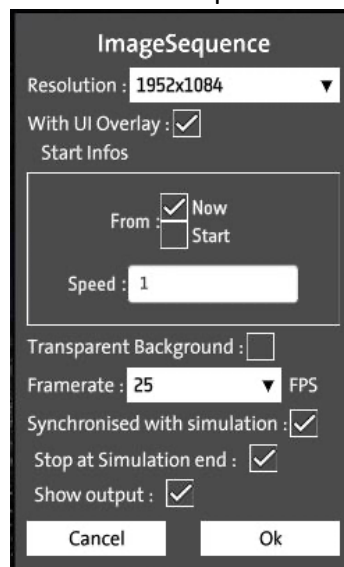 ImageSequence
Resolution : 1952x1084
With UI Overlay :
Start Infos
From : Now
Start
Speed : 1
Transparent Background :
Framerate : 25 FPS
Synchronised with simulation :
Stop at Simulation end :
Show output :
Cancel Ok